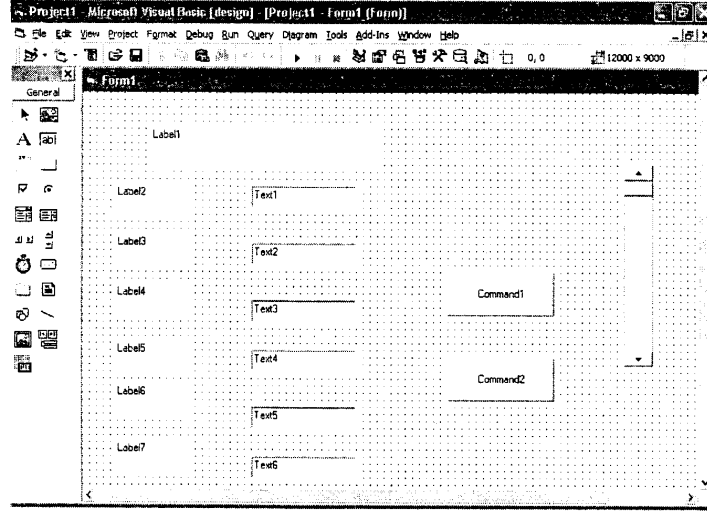 Project1 - Microsoft Visual Basic [design] - [Project1 - Form1 (Form)]
File Edit View Project Format Debug Run Query Diagram Tools Add-Ins Window Help
0,0 12000 x 9000
General
Form1
A ab|
Label1
Label2 Text1
Label3 Text2
Label4 Text3
Command1
Label5 Text4
Command2
Label6 Text5
Label7 Text6